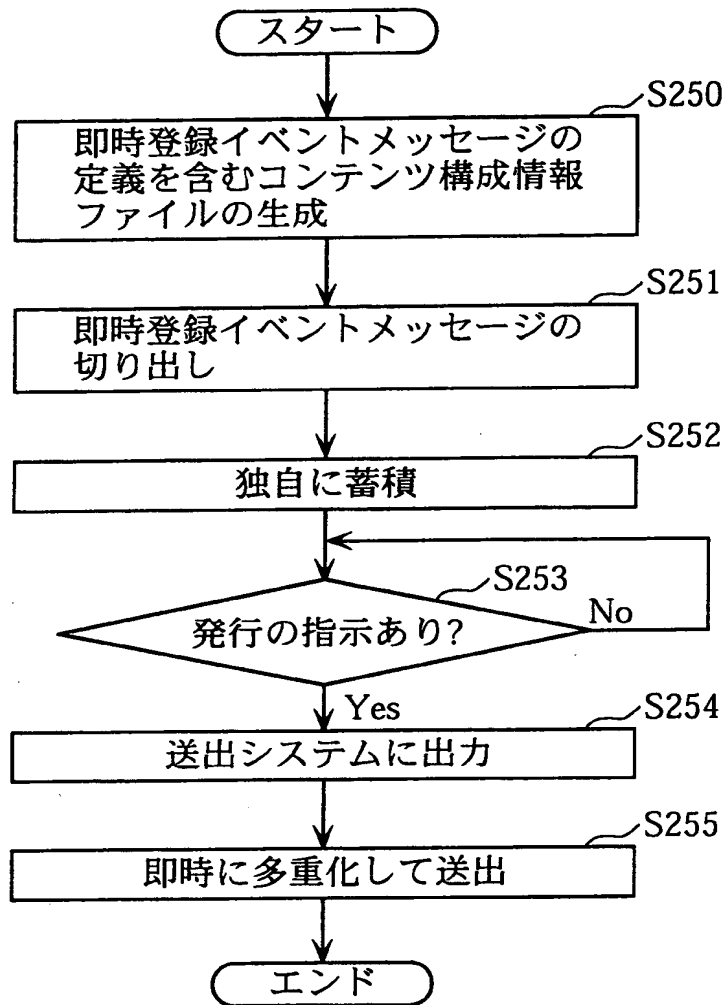 スタート
S250
即時登録イベントメッセージの
定義を含むコンテンツ構成情報
ファイルの生成
S251
即時登録イベントメッセージの
切り出し
S252
独自に蓄積
S253
発行の指示あり?
No
Yes
S254
送出システムに出力
S255
即時に多重化して送出
エンド